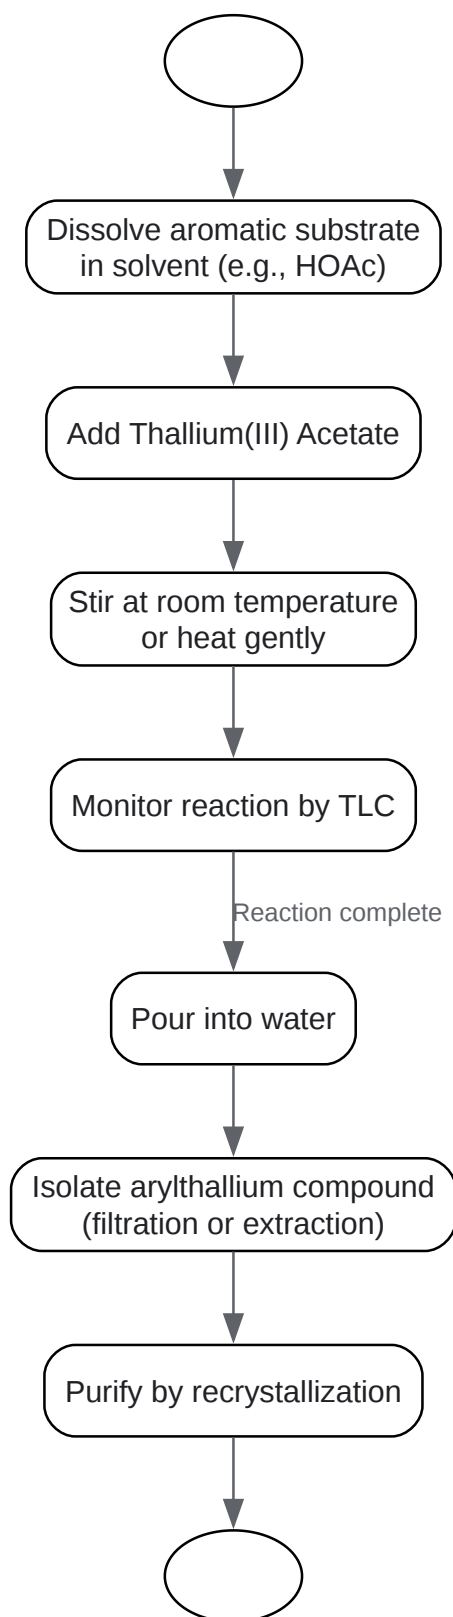 Dissolve aromatic substrate
in solvent (e.g., HOAc)
Add Thallium(III) Acetate
Stir at room temperature
or heat gently
Monitor reaction by TLC
Reaction complete
Pour into water
Isolate arylthallium compound
(filtration or extraction)
Purify by recrystallization